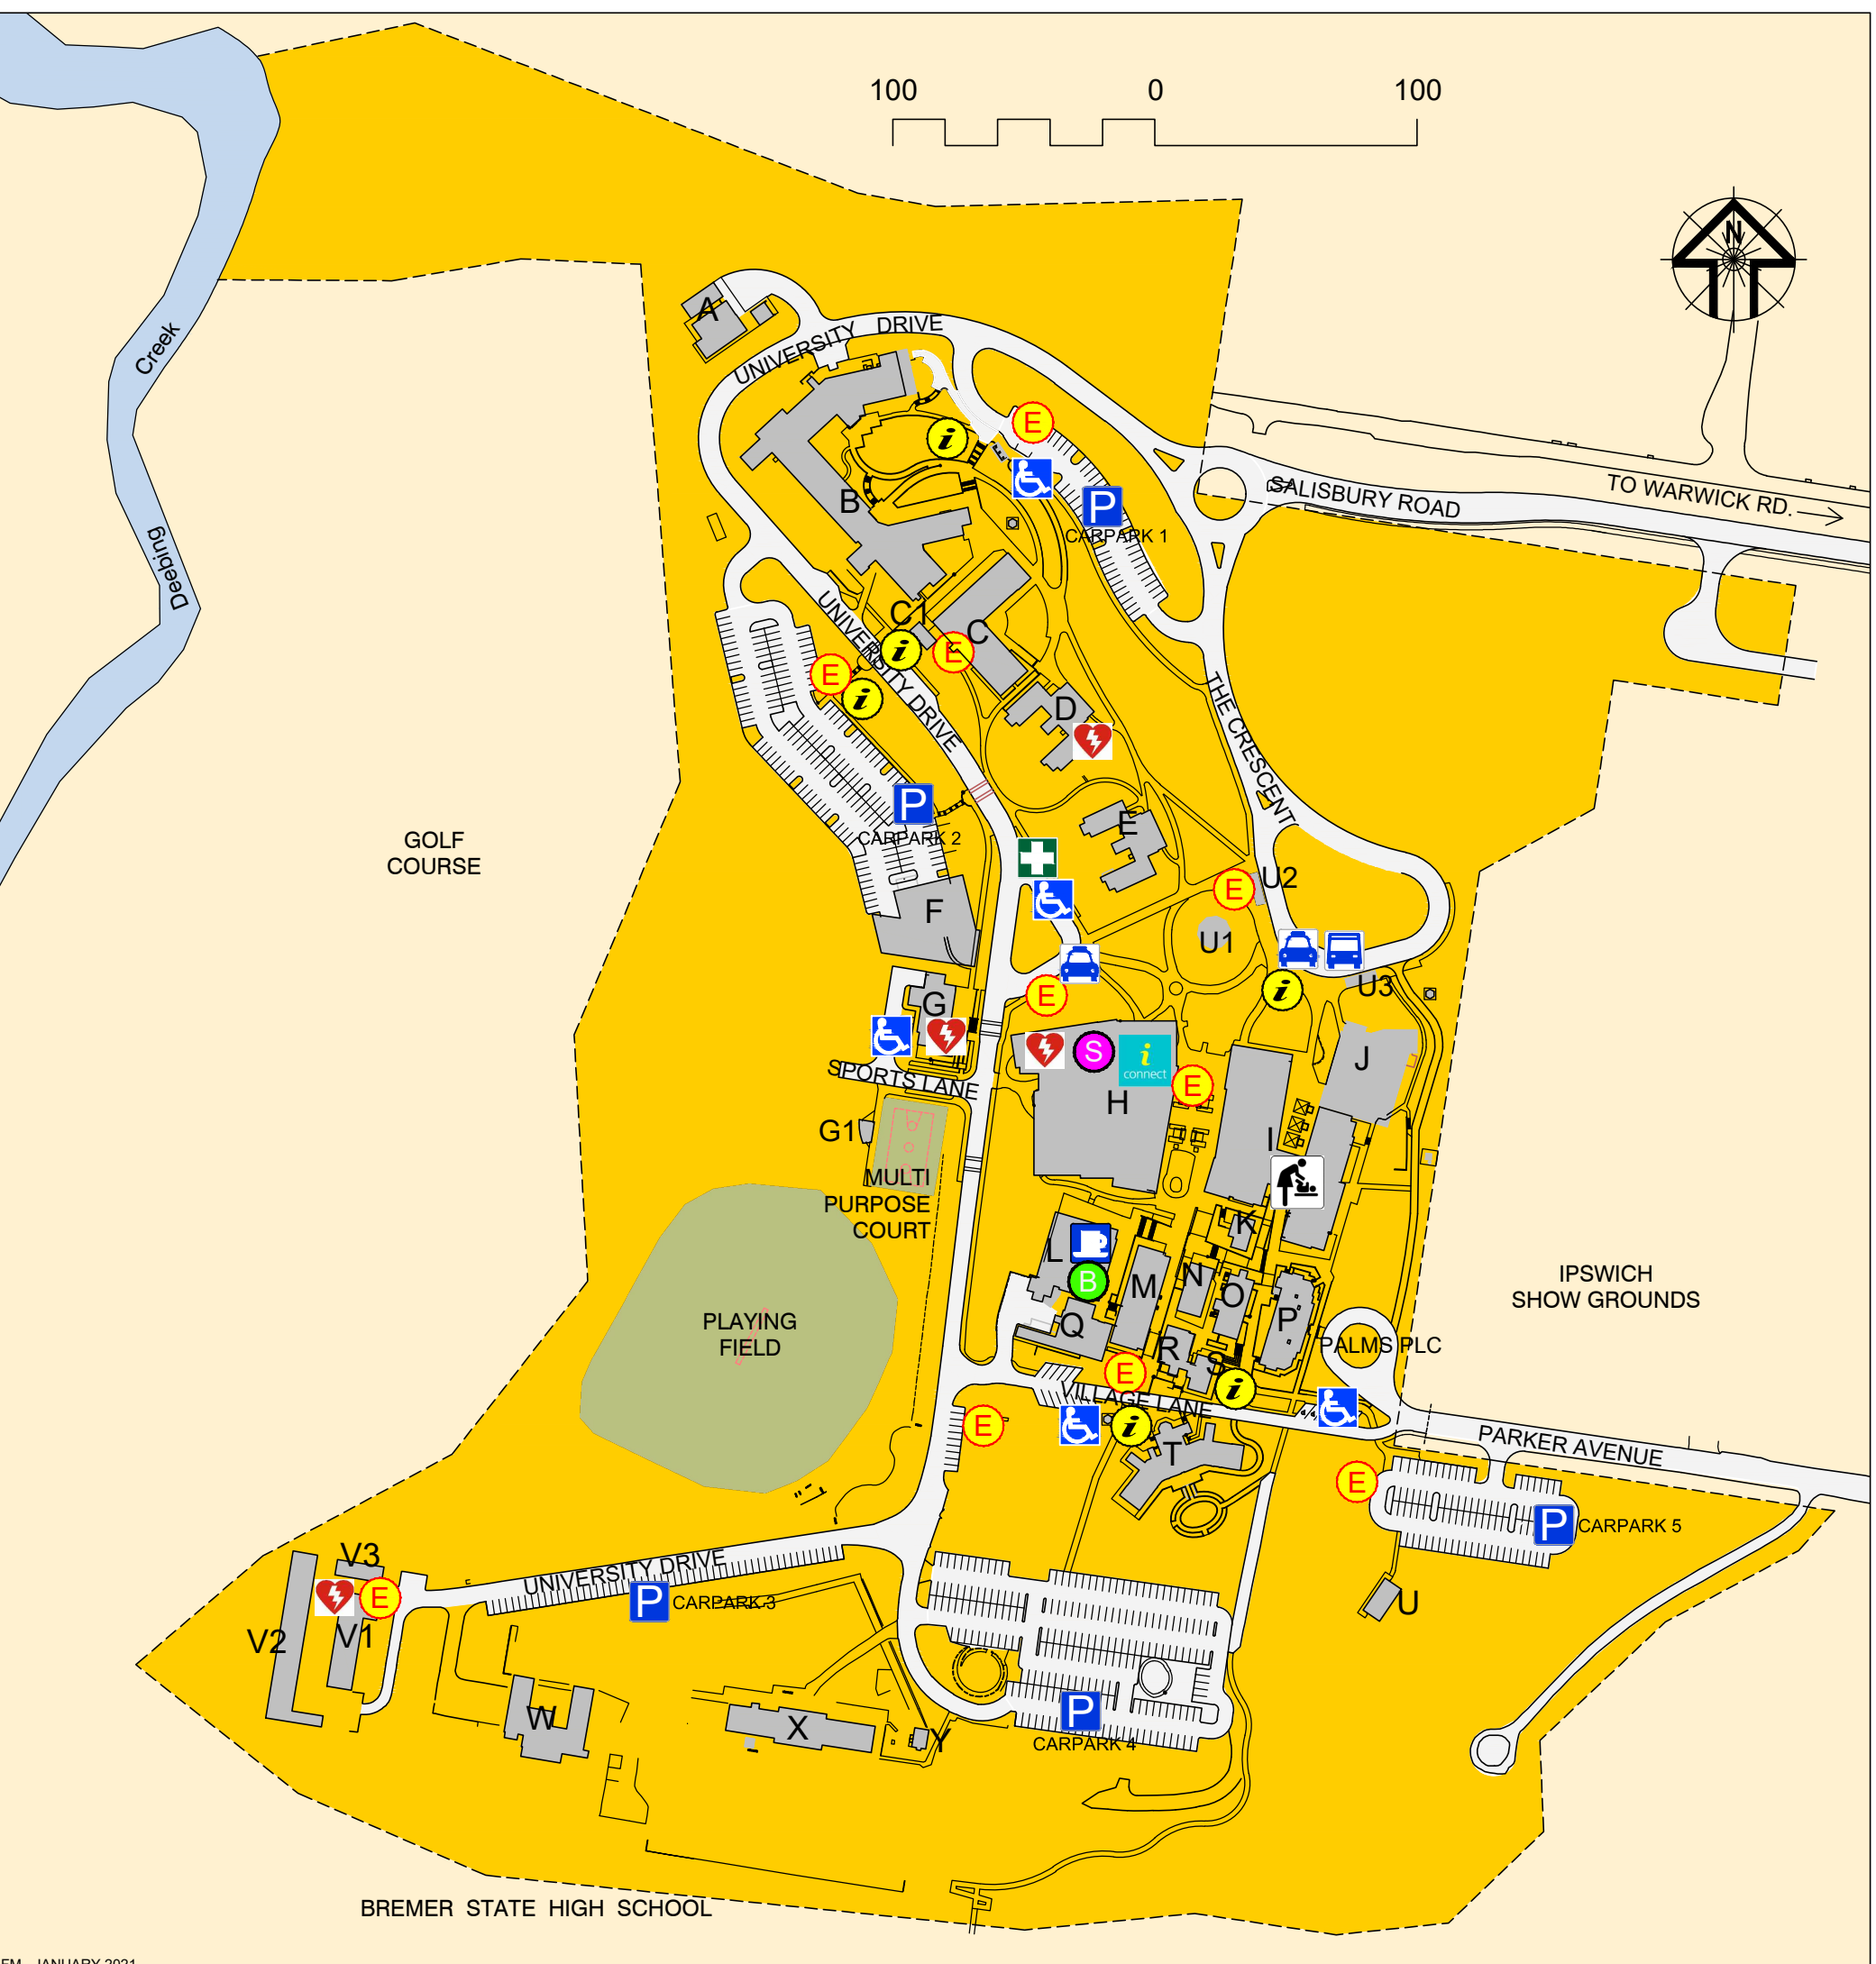 100 0 100
N
A
UNIVERSITY DRIVE
E
i
P
CARPARK 1
B
SALISBURY ROAD
TO WARWICK RD.
Deebing Creek
C1
C
i
E
UNIVERSITY DRIVE
E
i
D
THE CRESCENT
P
CARPARK 2
E
GOLF
COURSE
F
E
U2
U1
U3
i
E
G
S
i
connect
J
E
H
SPORTS LANE
G1
I
MULTI
PURPOSE
COURT
K
L
B
M
N
O
P
Q
R
S
PLAYING
FIELD
IPSWICH
SHOW GROUNDS
PALMS PLC
E
i
VILLAGE LANE
E
i
T
PARKER AVENUE
E
P
CARPARK 5
V3
E
UNIVERSITY DRIVE
P
CARPARK 3
U
V2
V1
W
X
Y
P
CARPARK 4
BREMER STATE HIGH SCHOOL